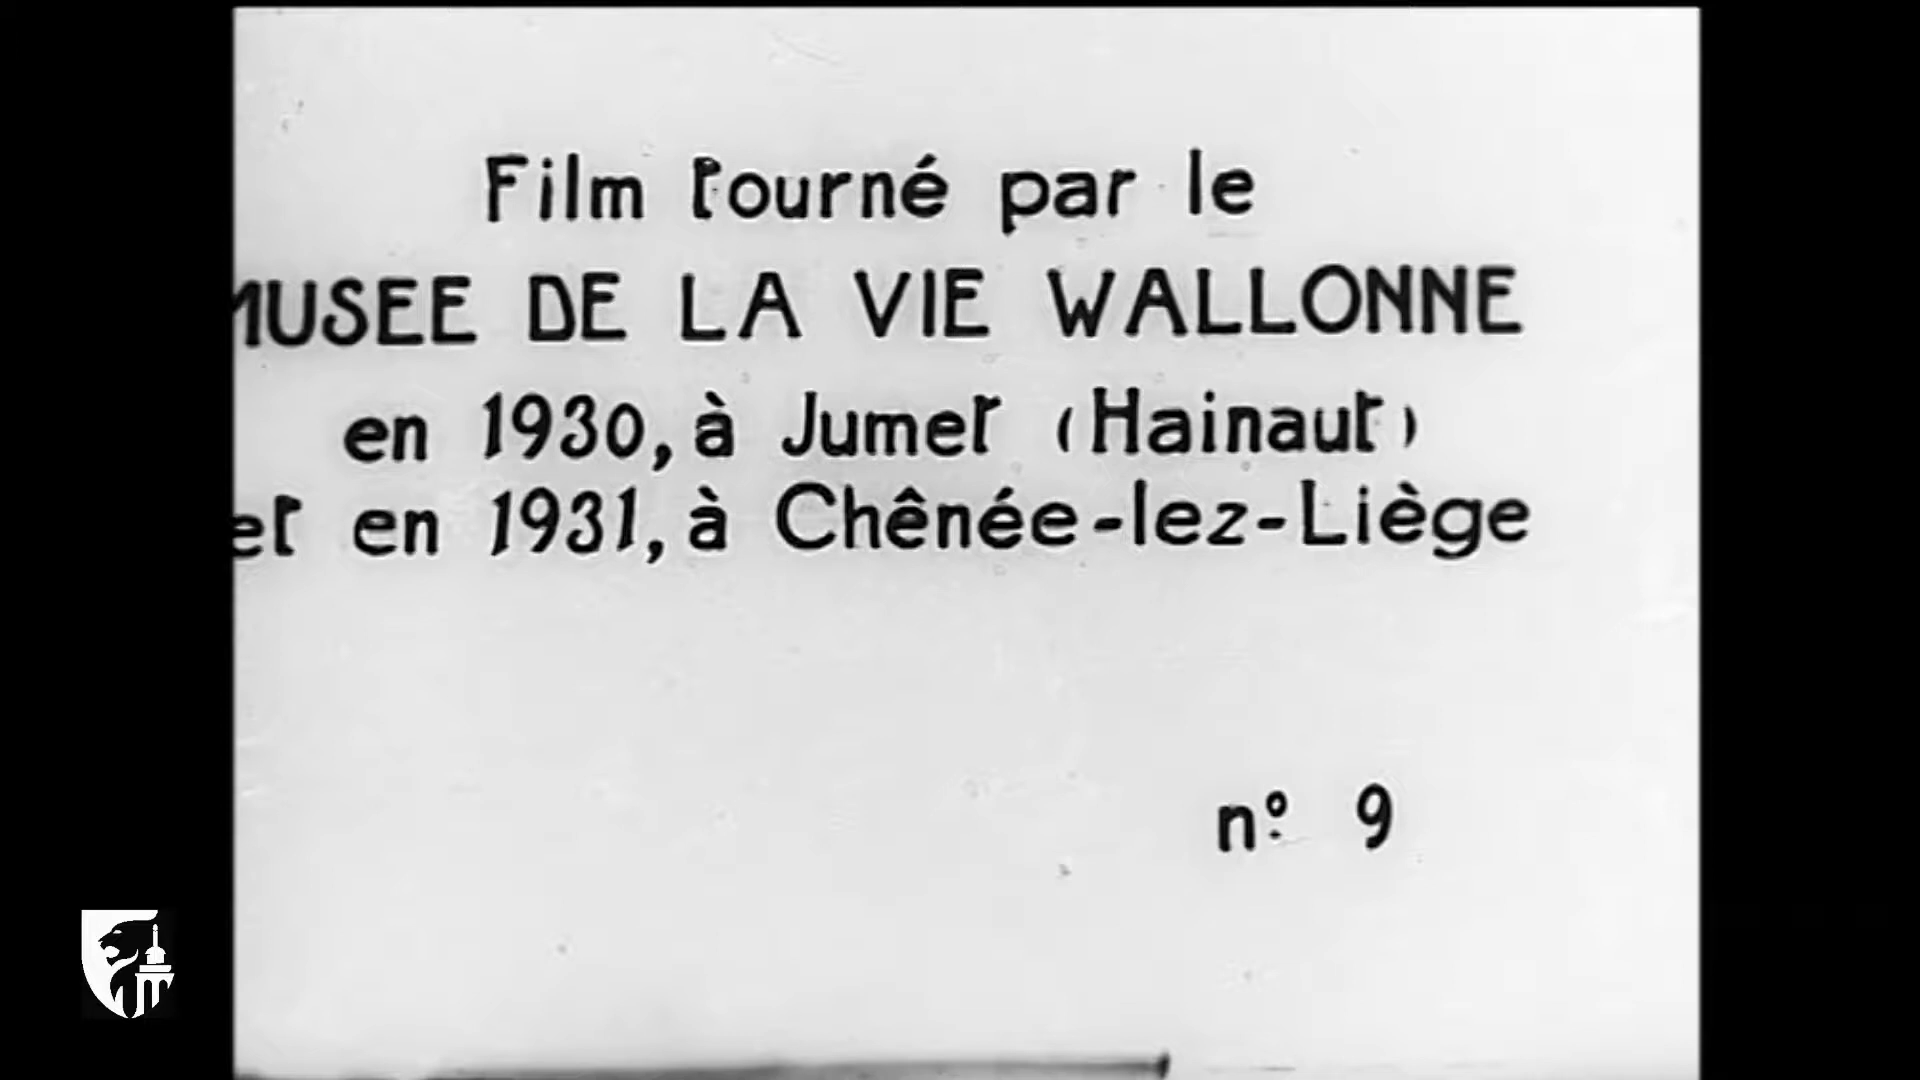 Film tourné par le
MUSEE DE LA VIE WALLONNE
en 1930, à Jumet (Hainaut)
et en 1931, à Chênée-lez-Liège
nº 9